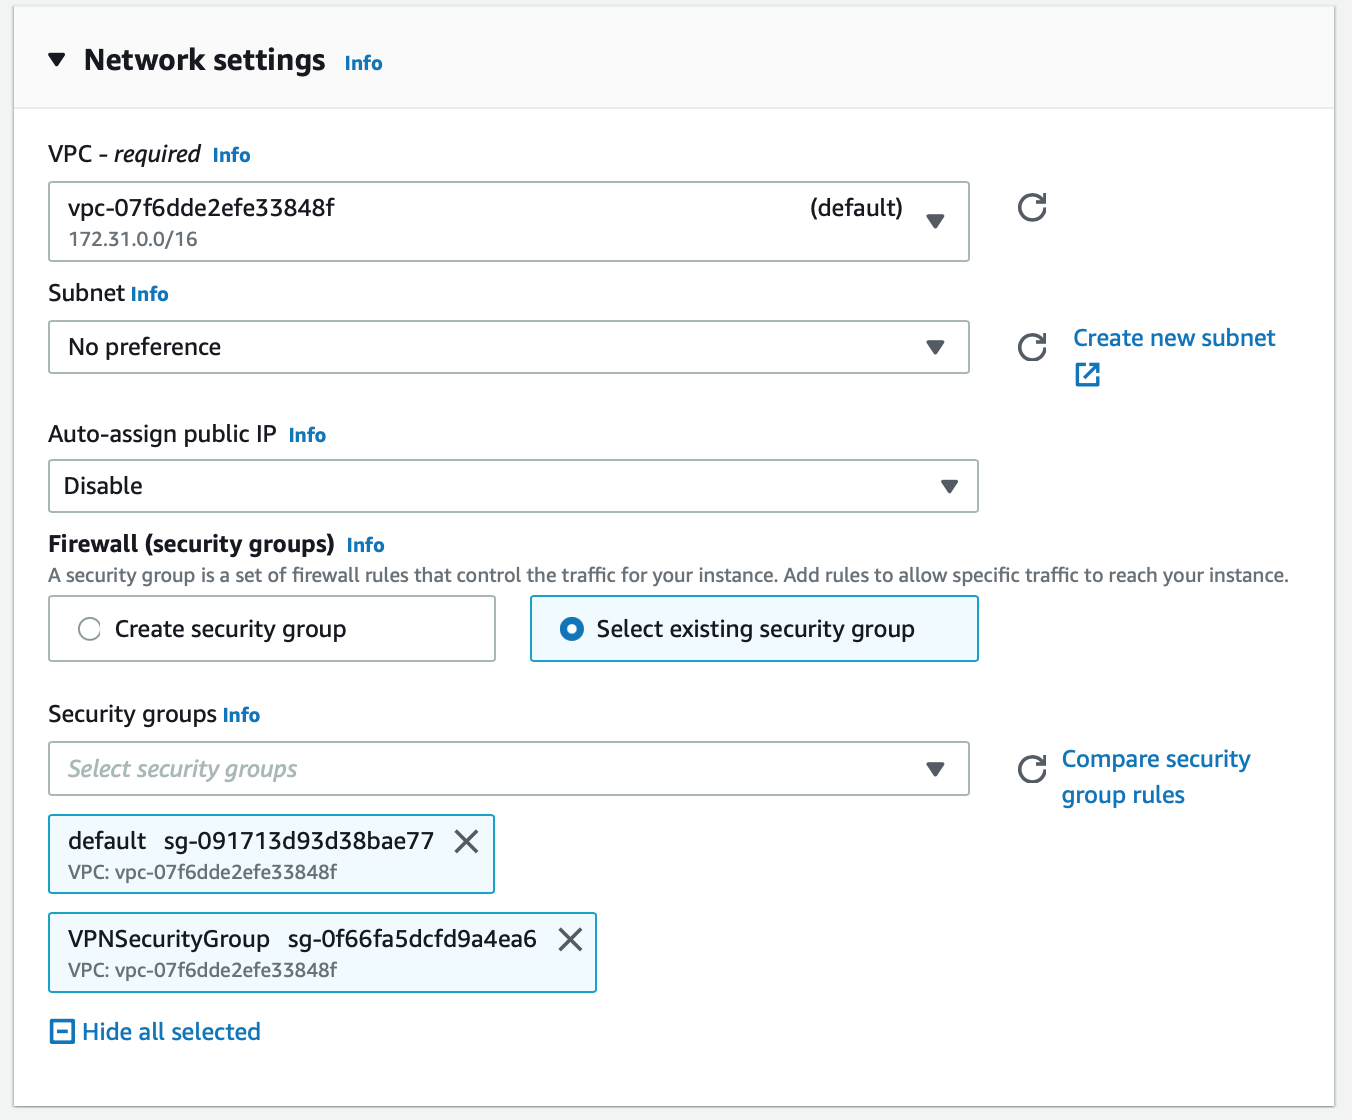 Network settings Info
VPC - required Info
vpc-07f6dde2efe33848f (default)
172.31.0.0/16
Subnet Info
No preference
Create new subnet
Auto-assign public IP Info
Disable
Firewall (security groups) Info
A security group is a set of firewall rules that control the traffic for your instance. Add rules to allow specific traffic to reach your instance.
Create security group
Select existing security group
Security groups Info
Select security groups
Compare security
group rules
default sg-091713d93d38bae77
VPC: vpc-07f6dde2efe33848f
VPNSecurityGroup sg-0f66fa5dcfd9a4ea6
VPC: vpc-07f6dde2efe33848f
Hide all selected